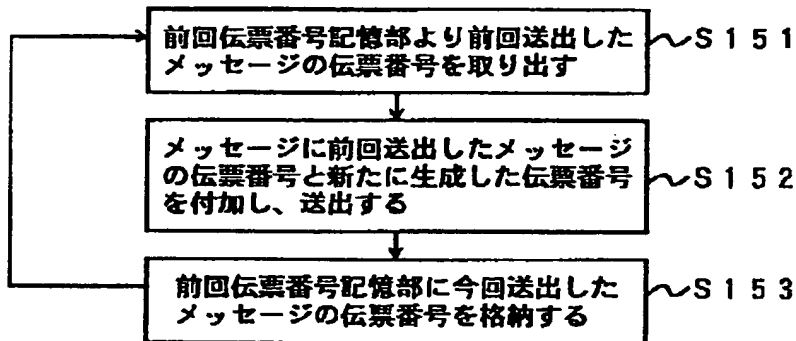 前回伝票番号記憶部より前回送出した
メッセージの伝票番号を取り出す
S151
メッセージに前回送出したメッセージ
の伝票番号と新たに生成した伝票番号
を付加し、送出する
S152
前回伝票番号記憶部に今回送出した
メッセージの伝票番号を格納する
S153